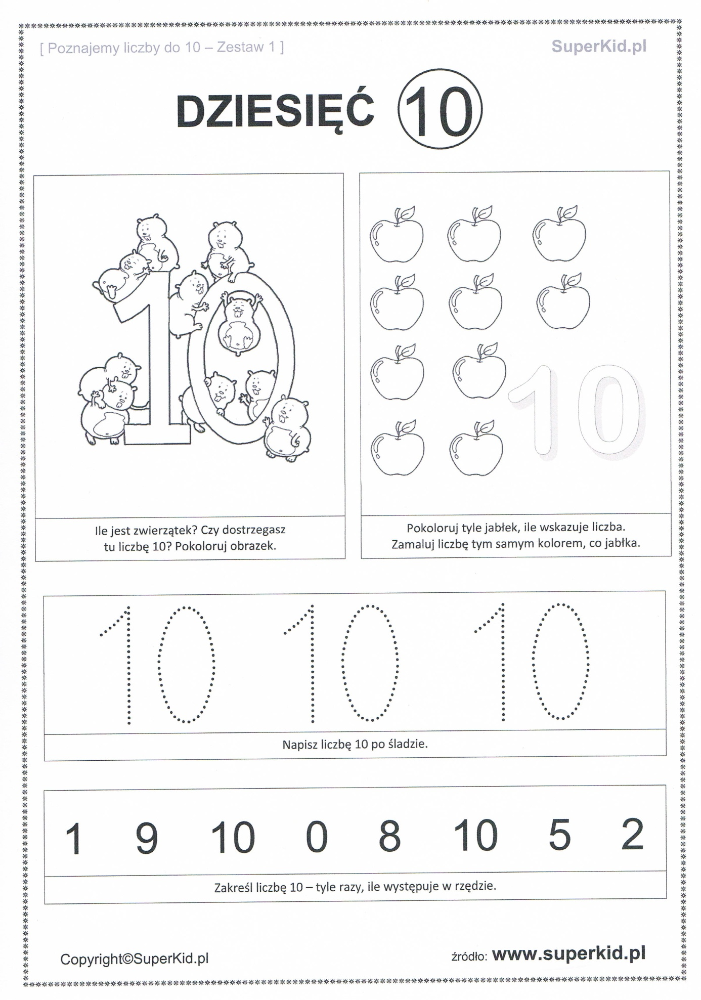 [ Poznajemy liczby do 10 – Zestaw 1 ]
SuperKid.pl
DZIESIĘĆ 10
10
10
Ile jest zwierzątek? Czy dostrzegasz
tu liczbę 10? Pokoloruj obrazek.
Pokoloruj tyle jabłek, ile wskazuje liczba.
Zamaluj liczbę tym samym kolorem, co jabłka.
10 10 10
Napisz liczbę 10 po śladzie.
1 9 10 0 8 10 5 2
Zakreśl liczbę 10 – tyle razy, ile występuje w rzędzie.
Copyright©SuperKid.pl
źródło: www.superkid.pl